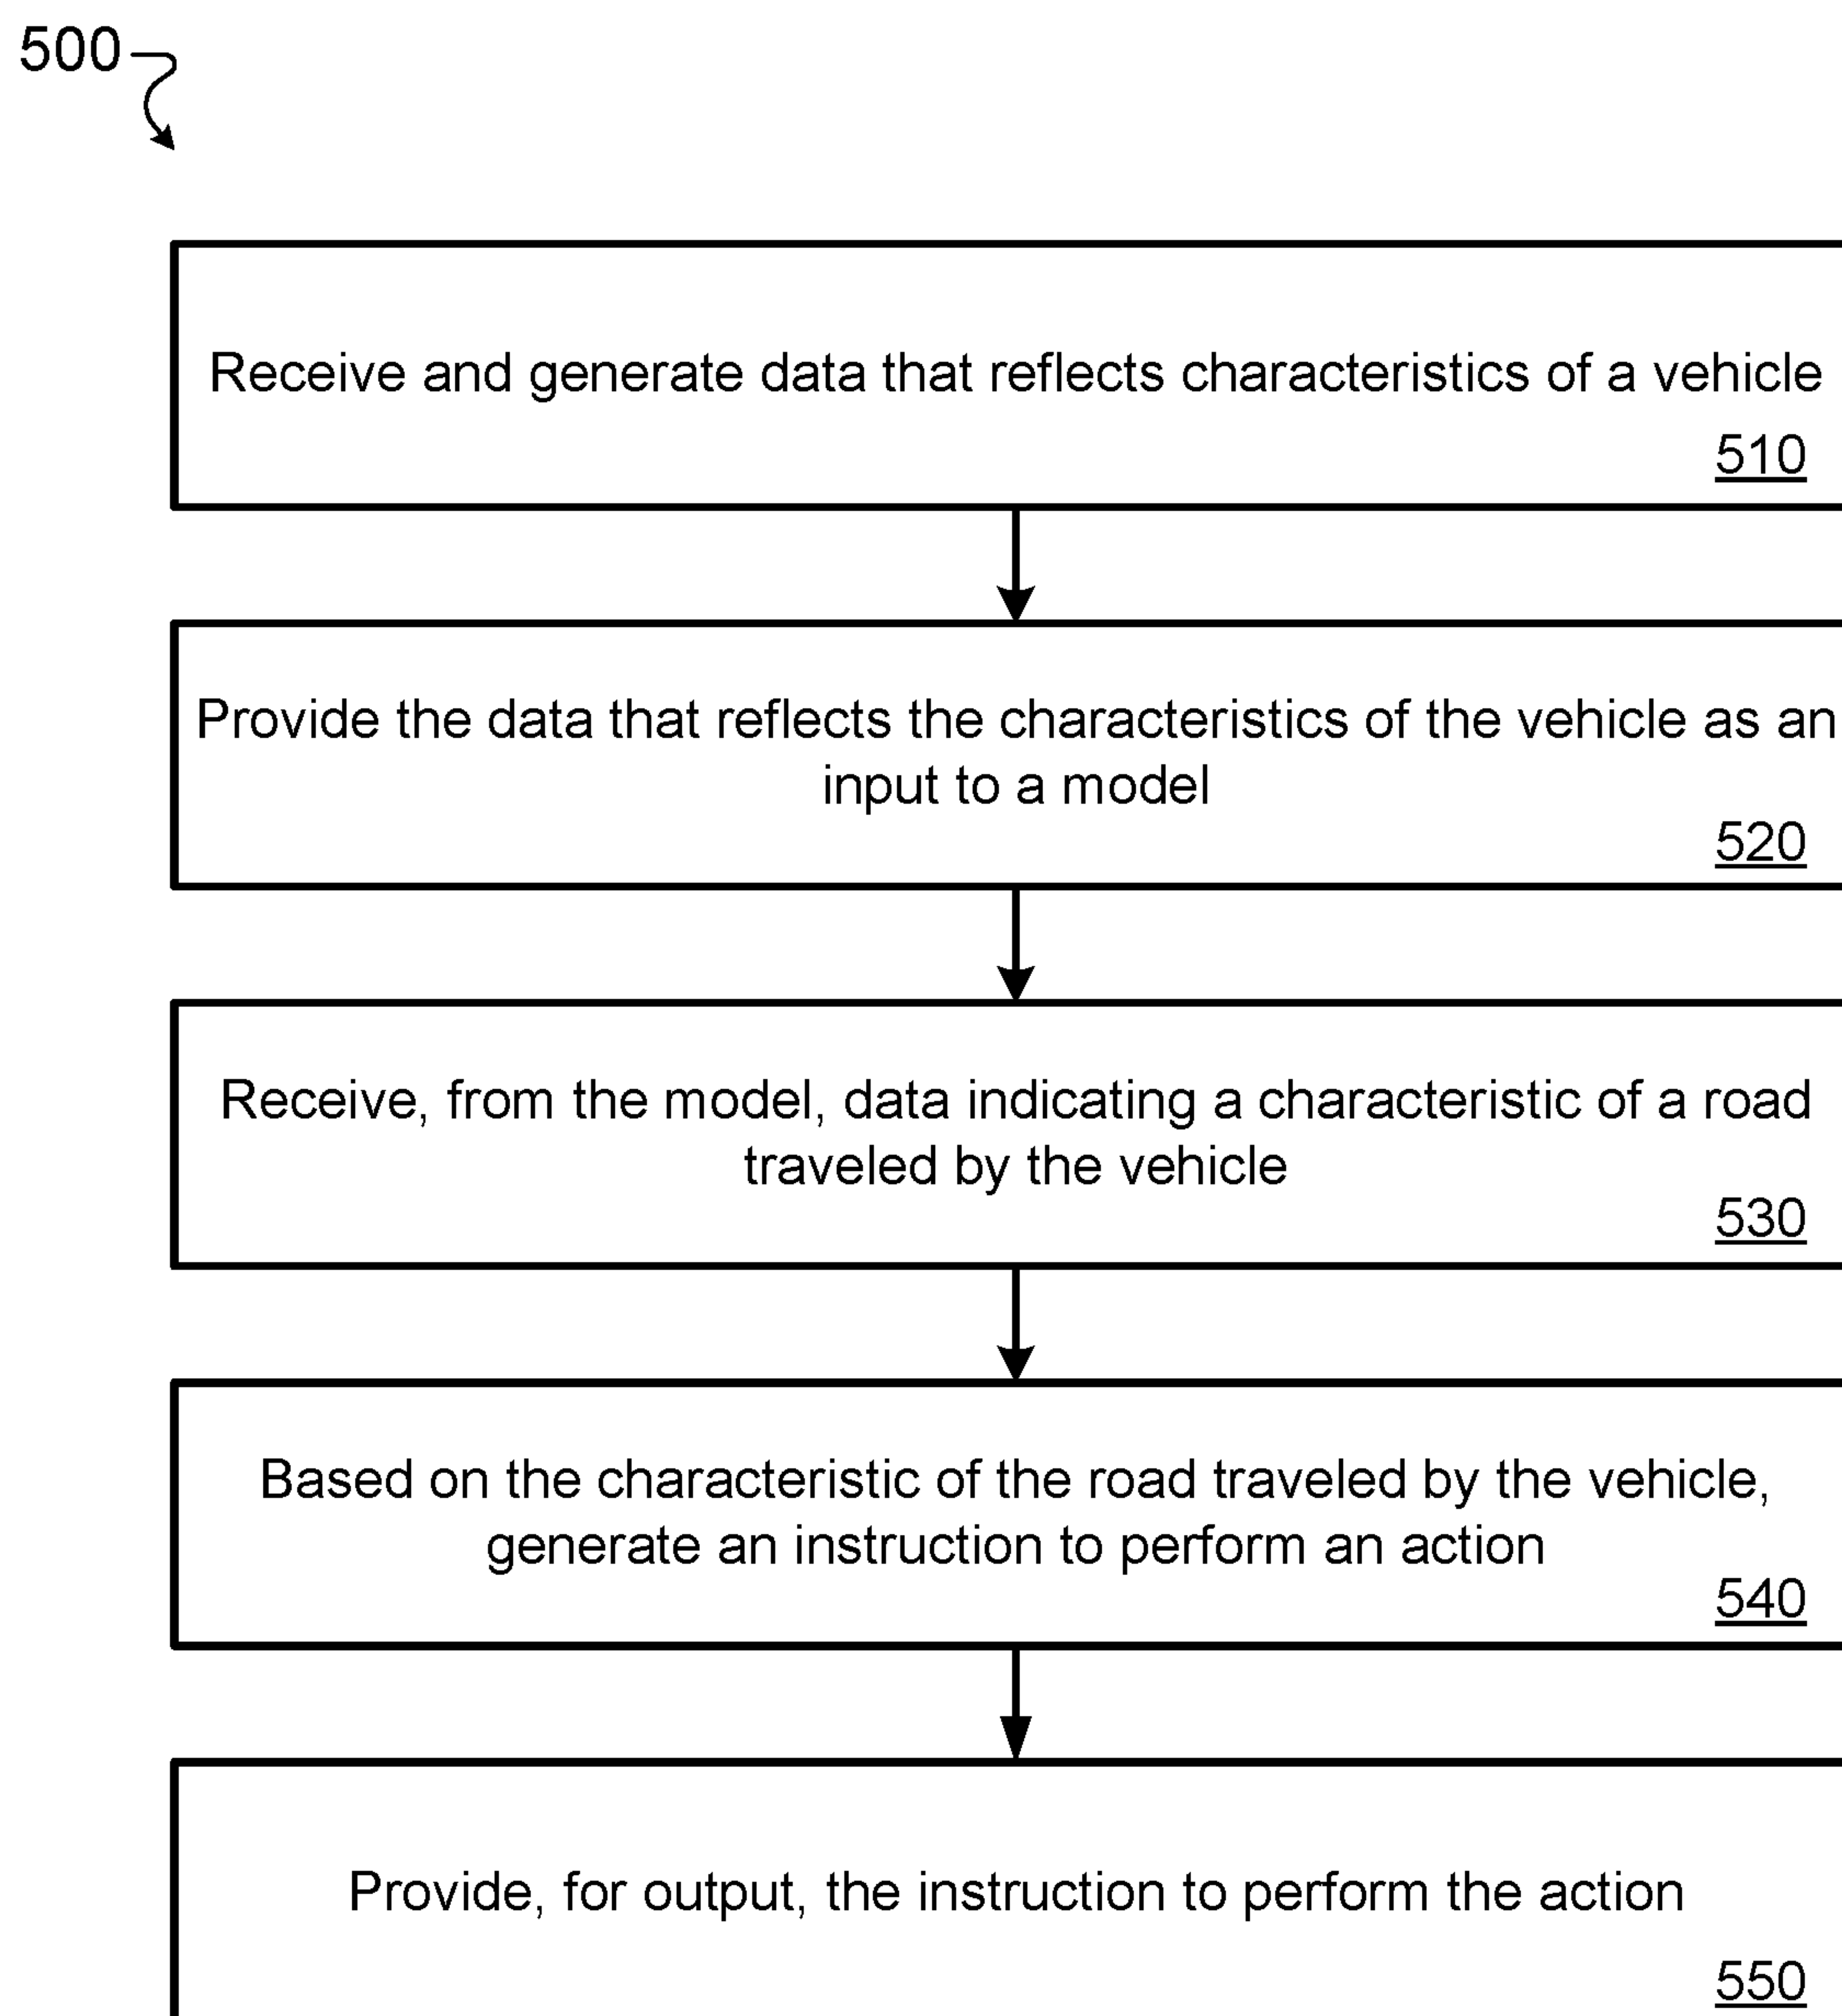 500
Receive and generate data that reflects characteristics of a vehicle
510
Provide the data that reflects the characteristics of the vehicle as an
input to a model
520
Receive, from the model, data indicating a characteristic of a road
traveled by the vehicle
530
Based on the characteristic of the road traveled by the vehicle,
generate an instruction to perform an action
540
Provide, for output, the instruction to perform the action
550